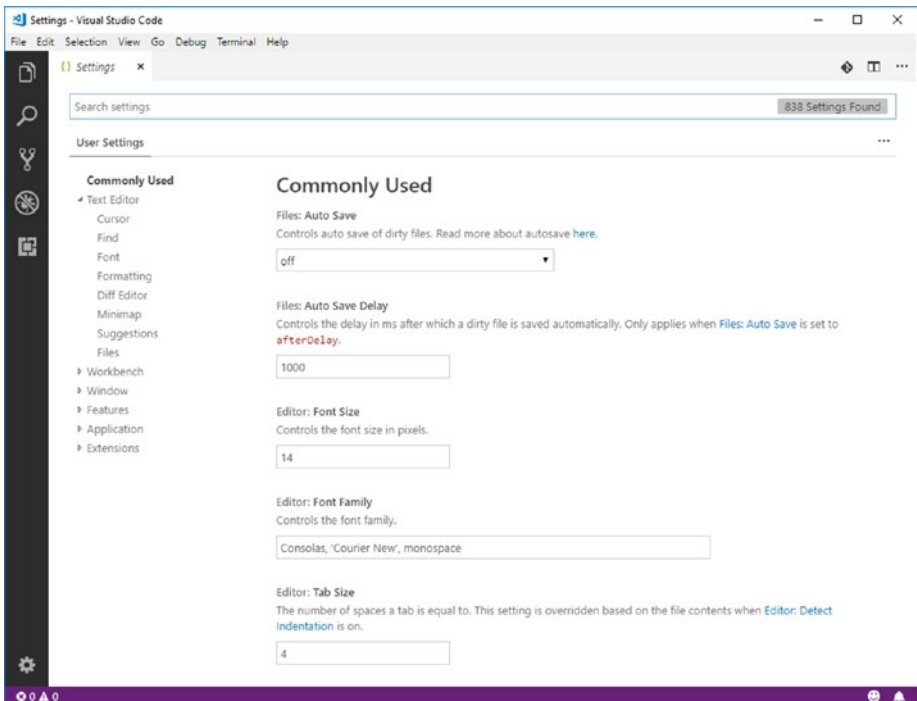 Settings - Visual Studio Code
File Edit Selection View Go Debug Terminal Help
{} Settings
Search settings
838 Settings Found
User Settings
Commonly Used
Text Editor
Cursor
Find
Font
Formatting
Diff Editor
Minimap
Suggestions
Files
Workbench
Window
Features
Application
Extensions
Commonly Used
Files: Auto Save
Controls auto save of dirty files. Read more about autosave here.
off
Files: Auto Save Delay
Controls the delay in ms after which a dirty file is saved automatically. Only applies when Files: Auto Save is set to
afterDelay.
1000
Editor: Font Size
Controls the font size in pixels.
14
Editor: Font Family
Controls the font family.
Consolas, 'Courier New', monospace
Editor: Tab Size
The number of spaces a tab is equal to. This setting is overridden based on the file contents when Editor: Detect
Indentation is on.
4
0 0